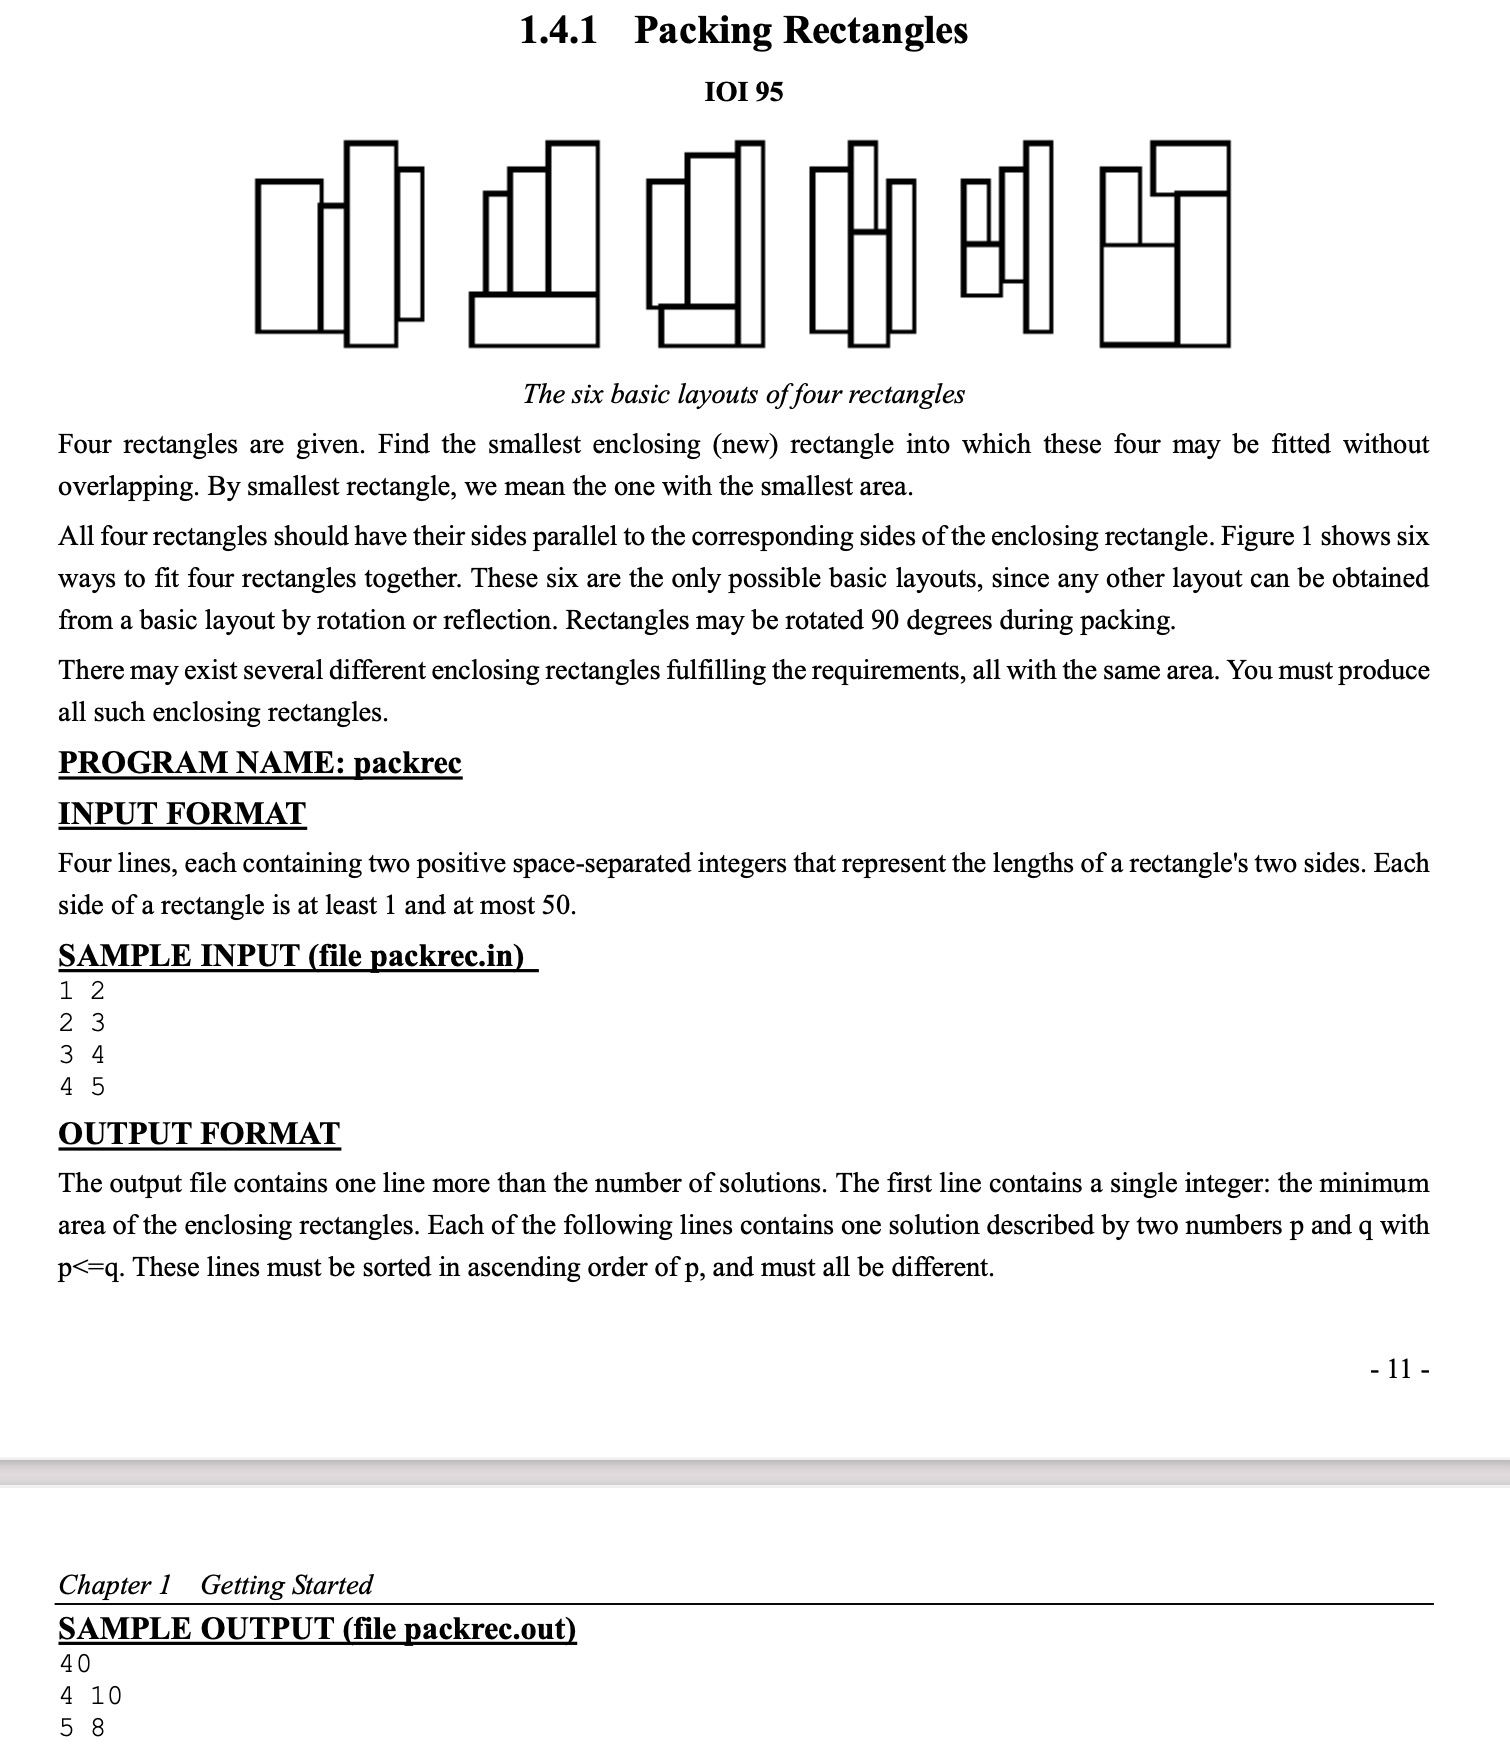 1.4.1 Packing Rectangles
IOI 95
The six basic layouts of four rectangles
Four rectangles are given. Find the smallest enclosing (new) rectangle into which these four may be fitted without
overlapping. By smallest rectangle, we mean the one with the smallest area.
All four rectangles should have their sides parallel to the corresponding sides of the enclosing rectangle. Figure 1 shows six
ways to fit four rectangles together. These six are the only possible basic layouts, since any other layout can be obtained
from a basic layout by rotation or reflection. Rectangles may be rotated 90 degrees during packing.
There may exist several different enclosing rectangles fulfilling the requirements, all with the same area. You must produce
all such enclosing rectangles.
PROGRAM NAME: packrec
INPUT FORMAT
Four lines, each containing two positive space-separated integers that represent the lengths of a rectangle's two sides. Each
side of a rectangle is at least 1 and at most 50.
SAMPLE INPUT (file packrec.in)
1 2
2 3
3 4
4 5
OUTPUT FORMAT
The output file contains one line more than the number of solutions. The first line contains a single integer: the minimum
area of the enclosing rectangles. Each of the following lines contains one solution described by two numbers p and q with
p<=q. These lines must be sorted in ascending order of p, and must all be different.
- 11 -
Chapter 1 Getting Started
SAMPLE OUTPUT (file packrec.out)
40
4 10
5 8